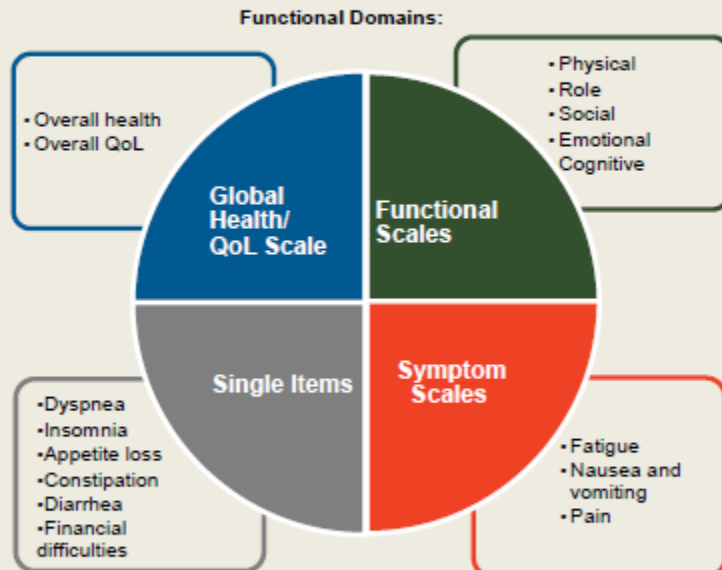 Functional Domains:
• Overall health
• Overall QoL
• Physical
• Role
• Social
• Emotional
Cognitive
Global
Health/
QoL Scale
Functional
Scales
Single Items
Symptom
Scales
•Dyspnea
•Insomnia
•Appetite loss
•Constipation
•Diarrhea
•Financial
difficulties
• Fatigue
• Nausea and
vomiting
• Pain